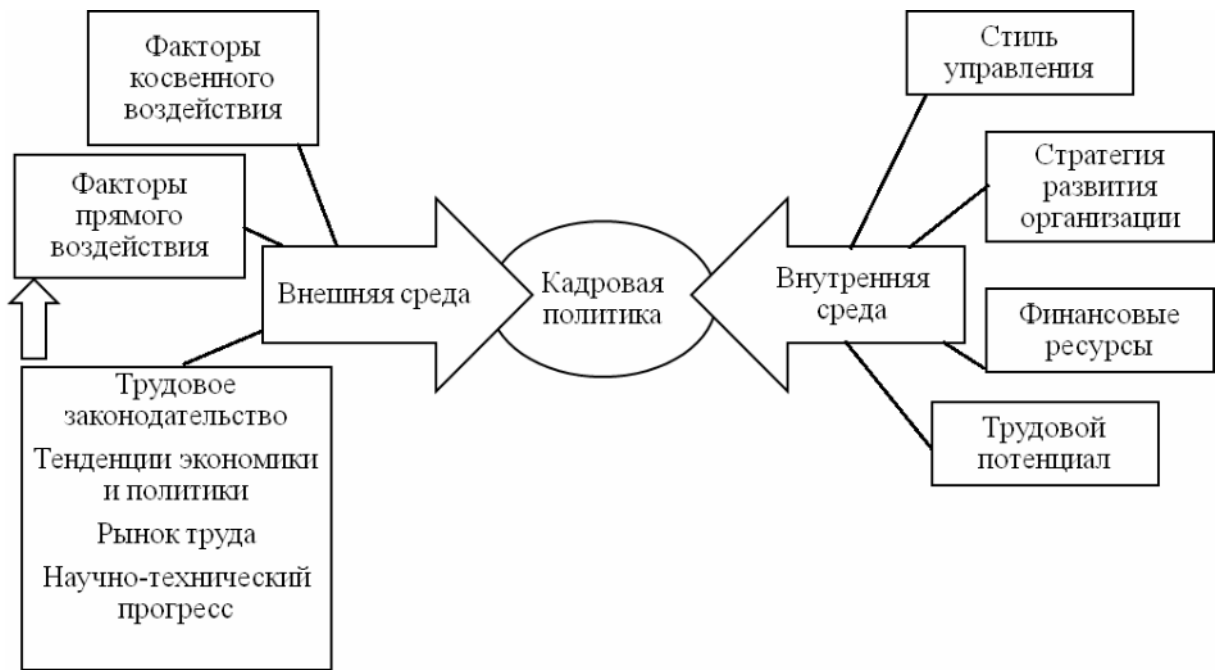 Факторы
косвенного
воздействия
Факторы
прямого
воздействия
Внешняя среда
Трудовое
законодательство
Тенденции экономики
и политики
Рынок труда
Научно-технический
прогресс
Кадровая
политика
Внутренняя
среда
Стиль
управления
Стратегия
развития
организации
Финансовые
ресурсы
Трудовой
потенциал